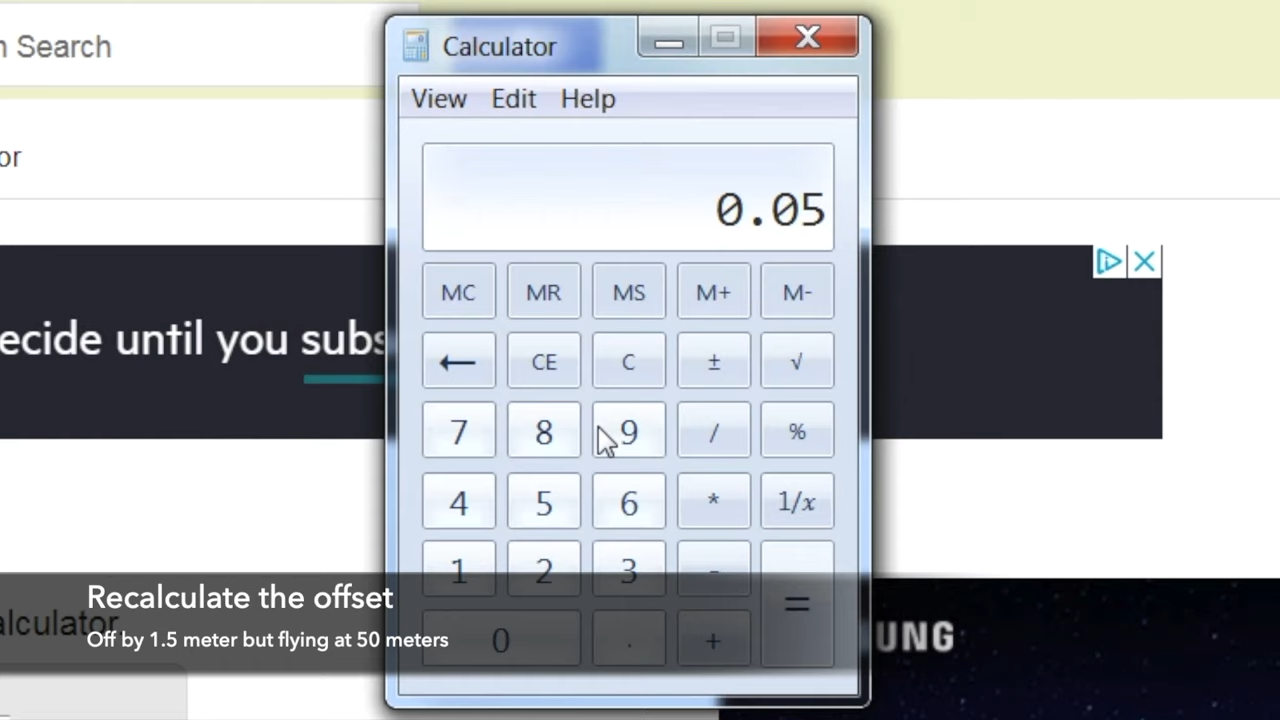 n Search
Calculator
View Edit Help
or
0.05
MC MR MS M+ M-
ecide until you subs
← CE C ± √
7 8 9 / %
4 5 6 * 1/x
1 2 3 - =
Recalculate the offset
alculator
Off by 1.5 meter but flying at 50 meters
0 . +
UNG